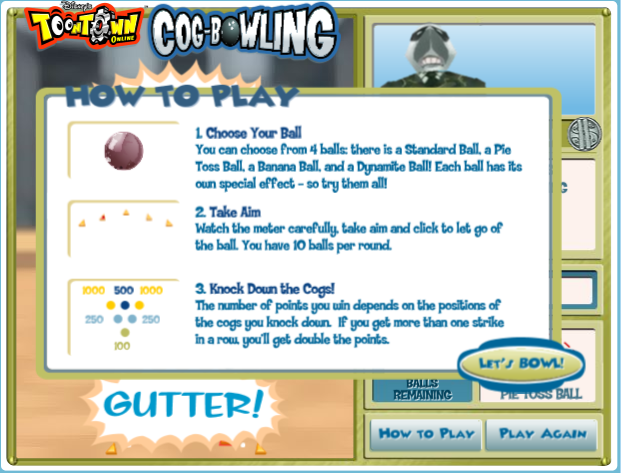 Disney's
TOONTOWN
ONLINE
COG-BOWLING
HOW TO PLAY
1. Choose Your Ball
You can choose from 4 balls: there is a Standard Ball, a Pie
Toss Ball, a Banana Ball, and a Dynamite Ball! Each ball has its
own special effect - so try them all!
2. Take Aim
Watch the meter carefully, take aim and click to let go of
the ball. You have 10 balls per round.
3. Knock Down the Cogs!
The number of points you win depends on the positions of
the cogs you knock down. If you get more than one strike
in a row, you'll get double the points.
1000 500 1000
250 250
100
LET'S BOWL!
BALLS
REMAINING
PIE TOSS BALL
GUTTER!
HOW TO PLAY
PLAY AGAIN